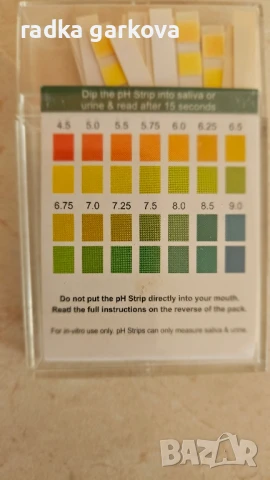 radka garkova
Dip the pH Strip into saliva or
urine & read after 15 seconds
4.5 5.0 5.5 5.75 6.0 6.25 6.5
6.75 7.0 7.25 7.5 8.0 8.5 9.0
Do not put the pH Strip directly into your mouth.
Read the full instructions on the reverse of the pack.
For in-vitro use only. pH Strips can only measure saliva & urine.
BAZAR
bg